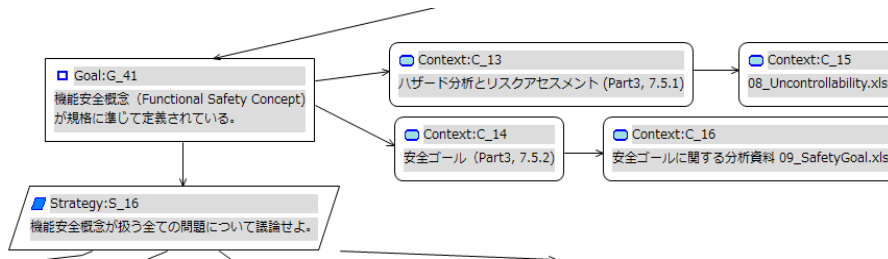 Goal:G_41
機能安全概念（Functional Safety Concept)
が規格に準じて定義されている。
Context:C_13
ハザード分析とリスクアセスメント (Part3, 7.5.1)
Context:C_15
08_Uncontrollability.xls
Context:C_14
安全ゴール（Part3, 7.5.2)
Context:C_16
安全ゴールに関する分析資料 09_SafetyGoal.xls
Strategy:S_16
機能安全概念が扱う全ての問題について議論せよ。